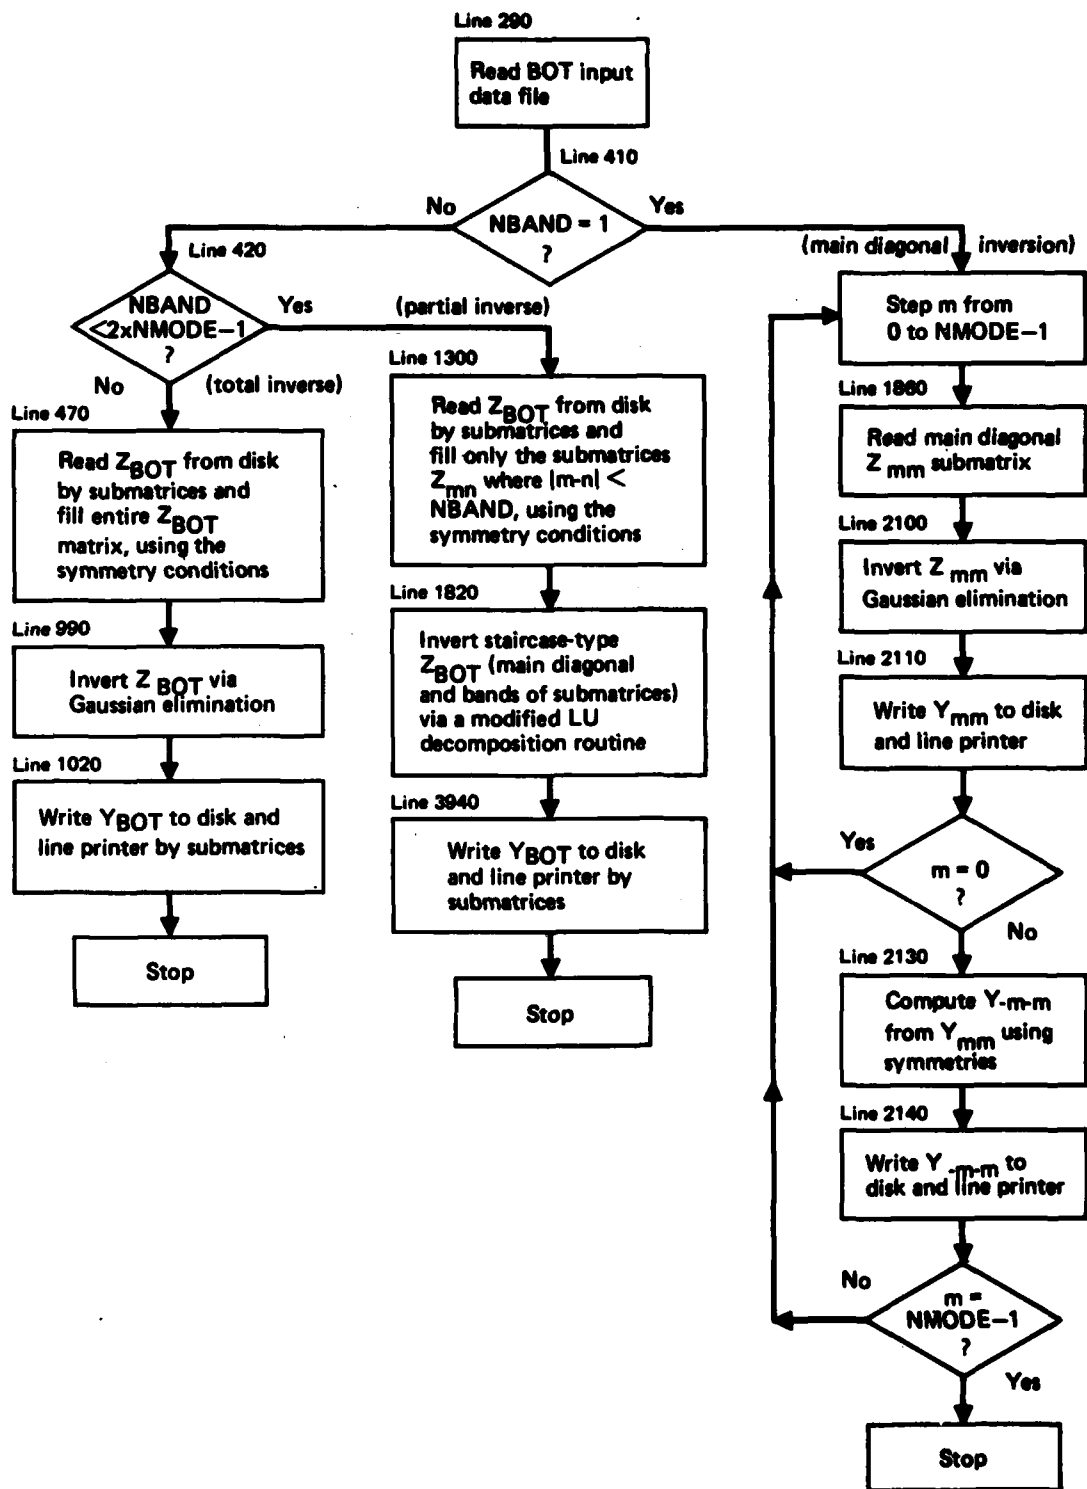 Line 290
Read BOT input
data file
Line 410
NBAND = 1
?
No
Yes
Line 420
NBAND
<2xNMODE-1
?
Yes
(partial inverse)
No
(total inverse)
Line 470
Read ZBOT from disk
by submatrices and
fill entire ZBOT
matrix, using the
symmetry conditions
Line 990
Invert ZBOT via
Gaussian elimination
Line 1020
Write YBOT to disk and
line printer by submatrices
Stop
Line 1300
Read ZBOT from disk
by submatrices and
fill only the submatrices
Zmn where |m-n| <
NBAND, using the
symmetry conditions
Line 1820
Invert staircase-type
ZBOT (main diagonal
and bands of submatrices)
via a modified LU
decomposition routine
Line 3940
Write YBOT to disk
and line printer by
submatrices
Stop
(main diagonal inversion)
Step m from
0 to NMODE-1
Line 1860
Read main diagonal
Zmm submatrix
Line 2100
Invert Zmm via
Gaussian elimination
Line 2110
Write Ymm to disk
and line printer
Yes
m = 0
?
No
Line 2130
Compute Y-m-m
from Ymm using
symmetries
Line 2140
Write Y-m-m to
disk and line printer
No
m =
NMODE-1
?
Yes
Stop